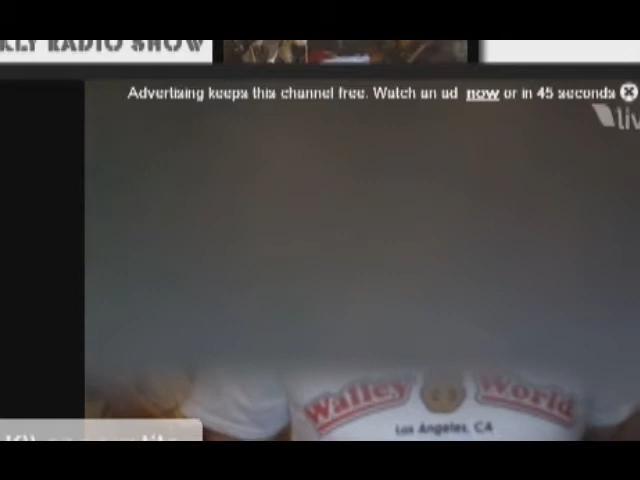 RADIO SHOW
Advertising keeps this channel free. Watch an ad now or in 45 seconds
liv
Walley World
Los Angeles, CA